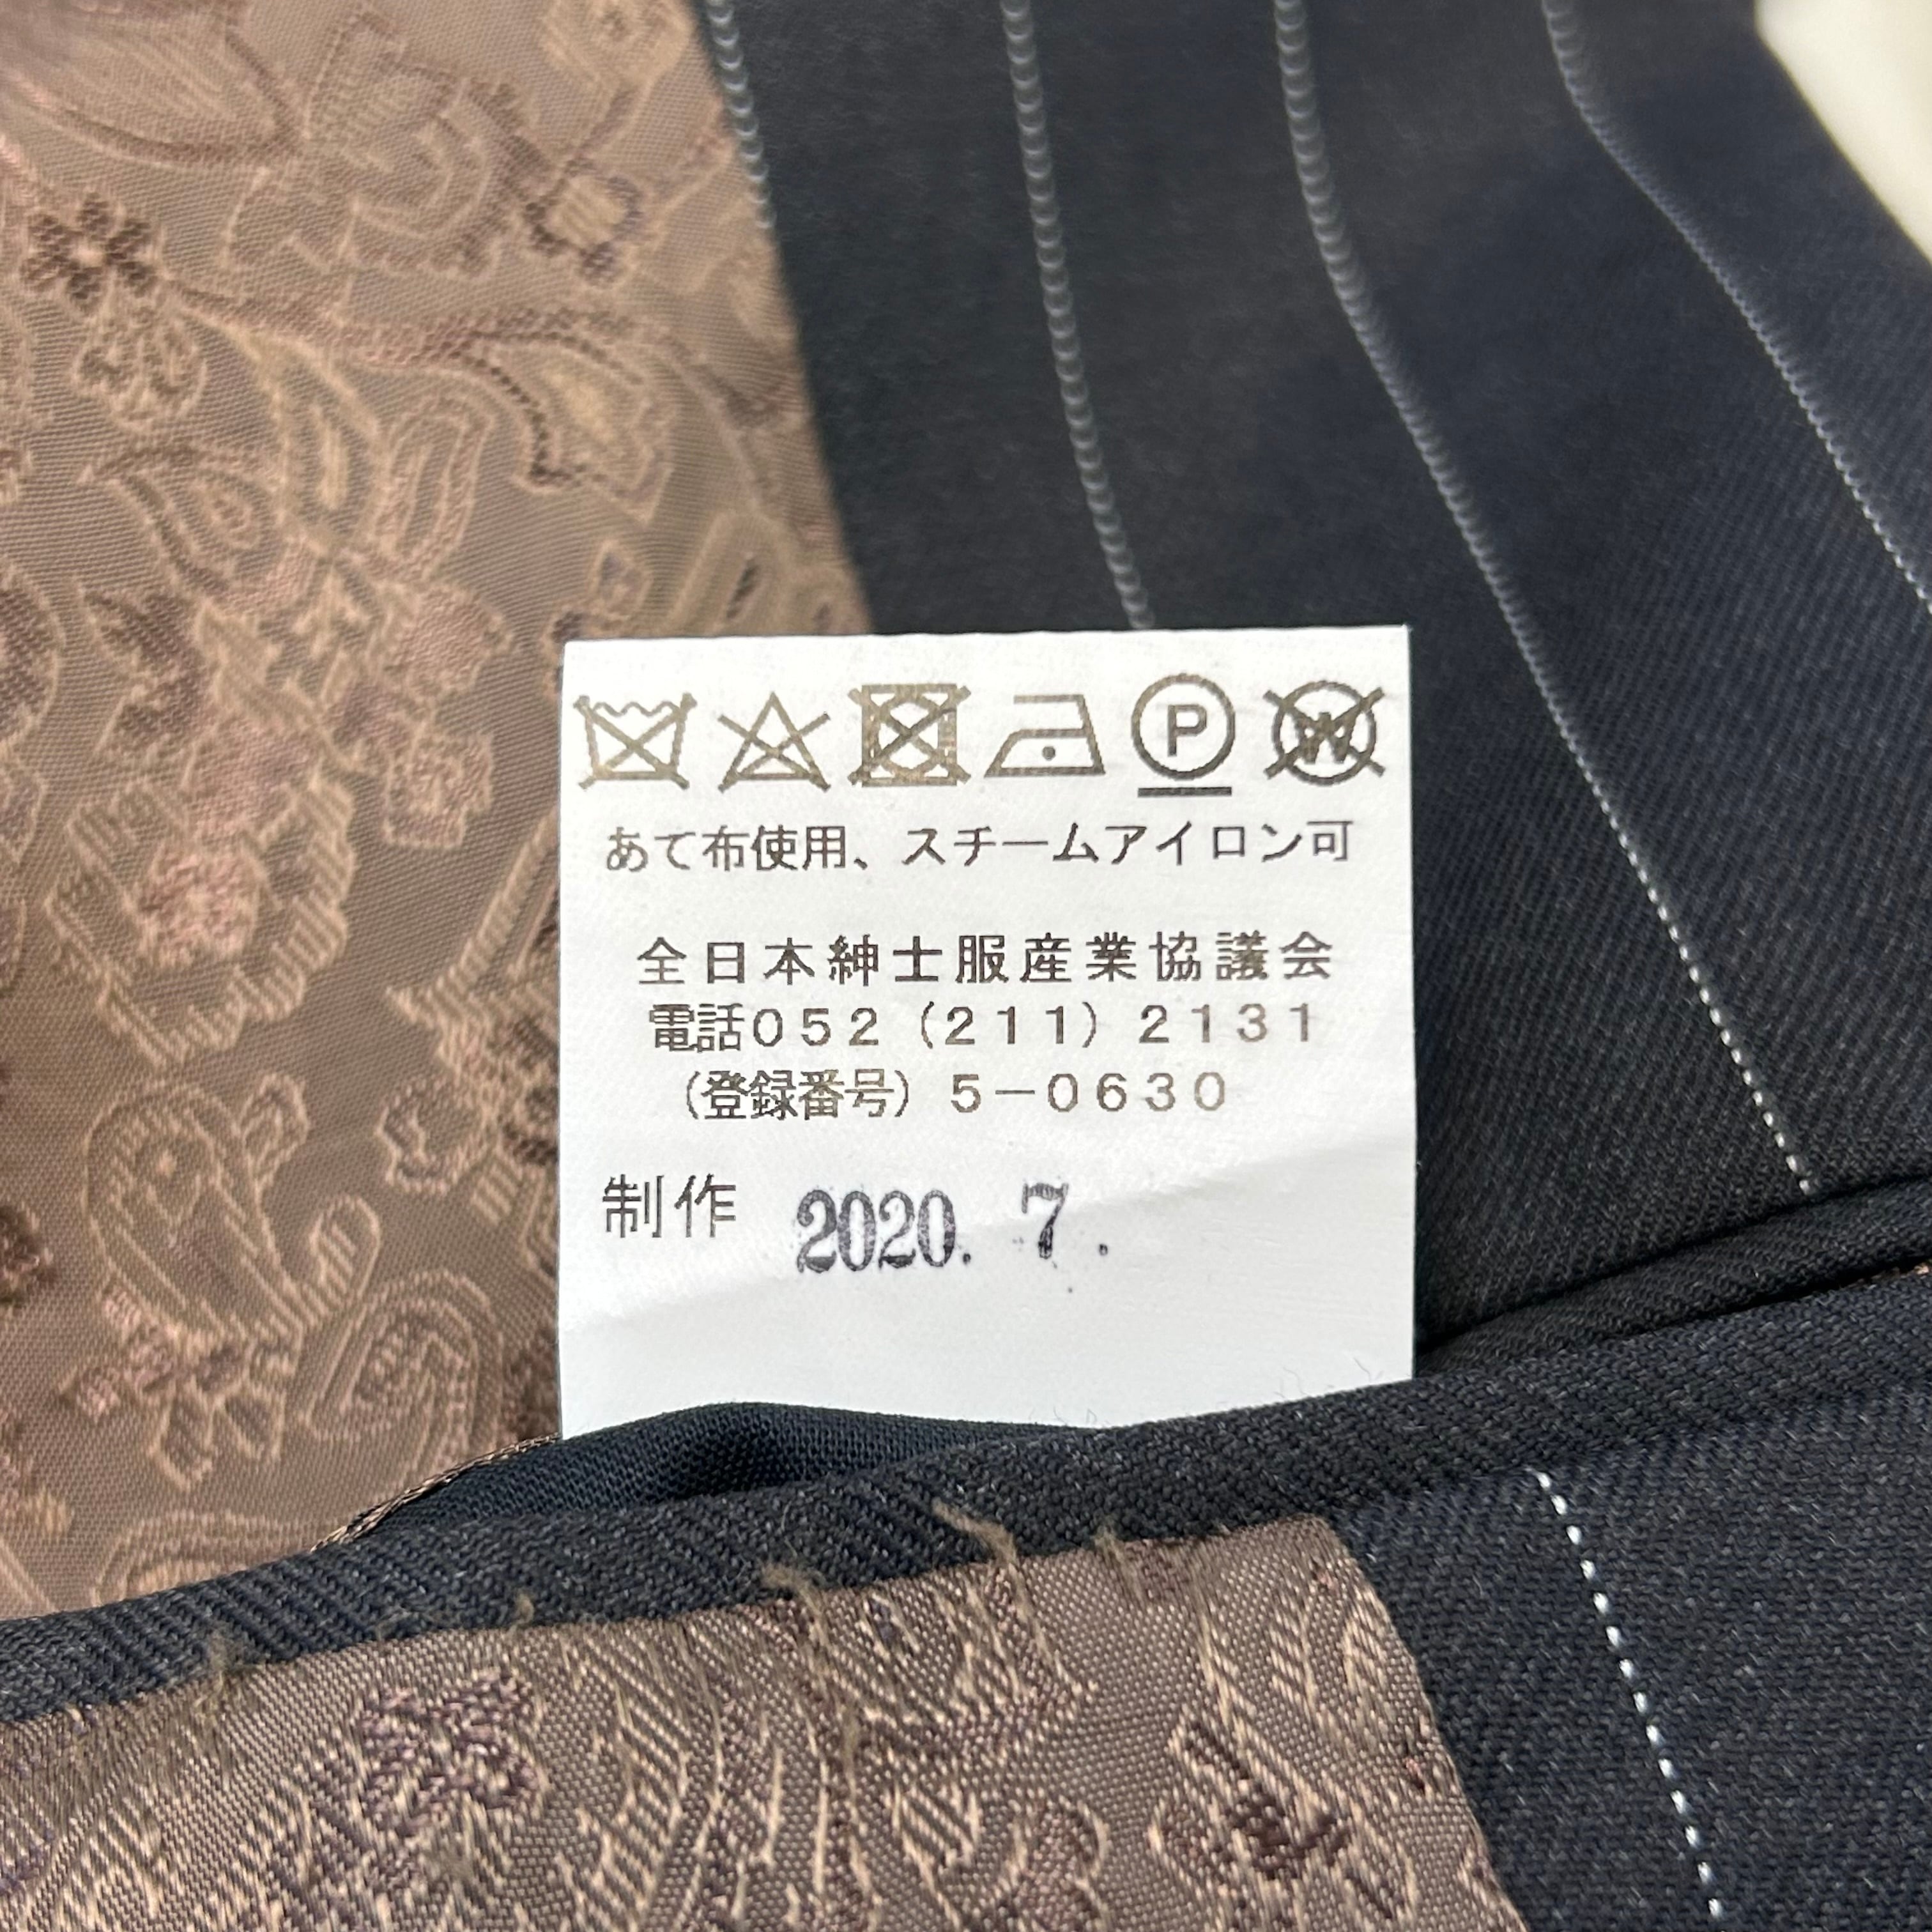 P W
あて布使用、スチームアイロン可
全日本紳士服産業協議会
電話052(211)2131
(登録番号)5-0630
制作 2020. 7.